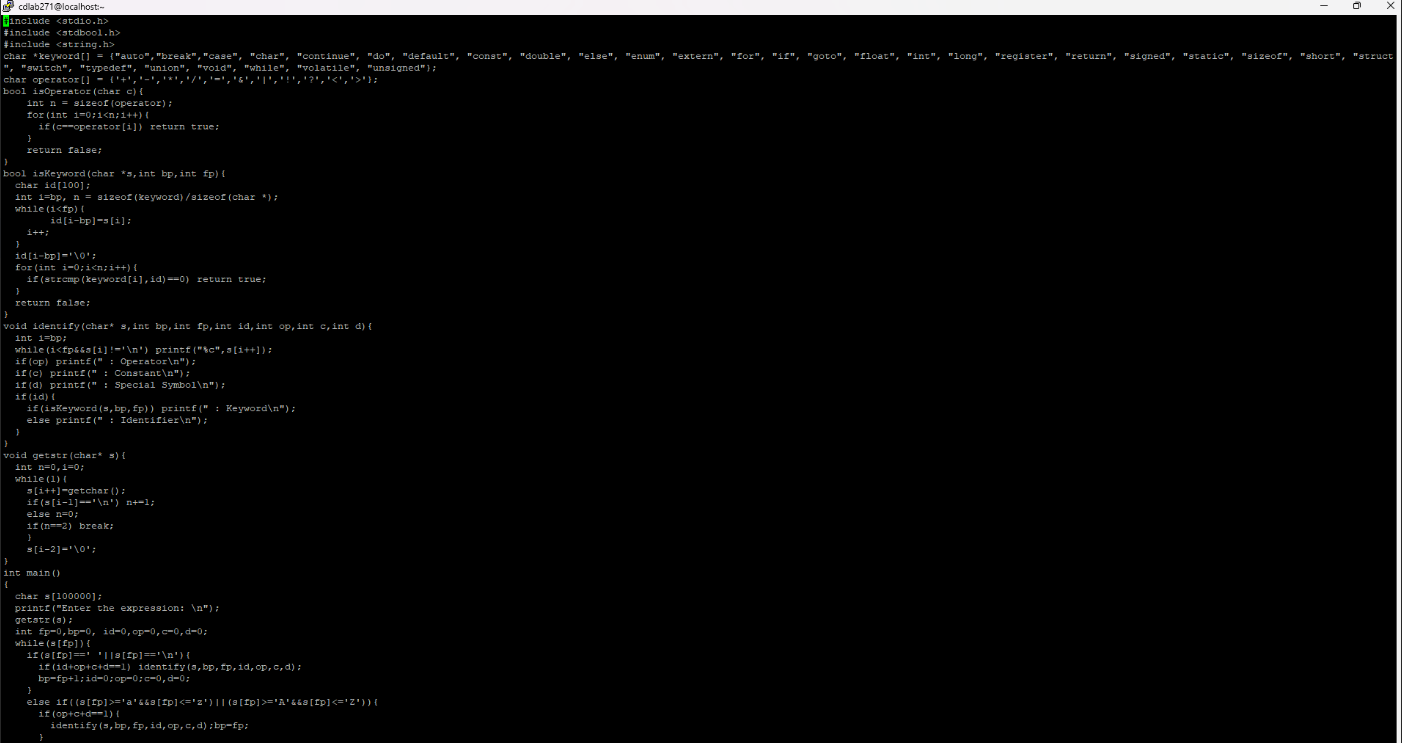 cdlab271@localhost:~
#include <stdio.h>
#include <stdbool.h>
#include <string.h>
char *keyword[] = {"auto","break","case", "char", "continue", "do", "default", "const", "double", "else", "enum", "extern", "for", "if", "goto", "float", "int", "long", "register", "return", "signed", "static", "sizeof", "short", "struct
", "switch", "typedef", "union", "void", "while", "volatile", "unsigned"};
char operator[] = {'+','-','*','/','=','&','|','!','?','<','>'};
bool isOperator(char c){
    int n = sizeof(operator);
    for(int i=0;i<n;i++){
      if(c==operator[i]) return true;
    }
    return false;
}
bool isKeyword(char *s,int bp,int fp){
  char id[100];
  int i=bp, n = sizeof(keyword)/sizeof(char *);
  while(i<fp){
        id[i-bp]=s[i];
    i++;
  }
  id[i-bp]='\0';
  for(int i=0;i<n;i++){
    if(strcmp(keyword[i],id)==0) return true;
  }
  return false;
}
void identify(char* s,int bp,int fp,int id,int op,int c,int d){
  int i=bp;
  while(i<fp&&s[i]!='\n') printf("%c",s[i++]);
  if(op) printf(" : Operator\n");
  if(c) printf(" : Constant\n");
  if(d) printf(" : Special Symbol\n");
  if(id){
    if(isKeyword(s,bp,fp)) printf(" : Keyword\n");
    else printf(" : Identifier\n");
  }
}
void getstr(char* s){
  int n=0,i=0;
  while(1){
    s[i++]=getchar();
    if(s[i-1]=='\n') n+=1;
    else n=0;
    if(n==2) break;
    }
    s[i-2]='\0';
}
int main()
{
  char s[100000];
  printf("Enter the expression: \n");
  getstr(s);
  int fp=0,bp=0, id=0,op=0,c=0,d=0;
  while(s[fp]){
    if(s[fp]==' '||s[fp]=='\n'){
      if(id+op+c+d==1) identify(s,bp,fp,id,op,c,d);
      bp=fp+1;id=0;op=0;c=0,d=0;
    }
    else if((s[fp]>='a'&&s[fp]<='z')||(s[fp]>='A'&&s[fp]<='Z')){
      if(op+c+d==1){
        identify(s,bp,fp,id,op,c,d);bp=fp;
      }